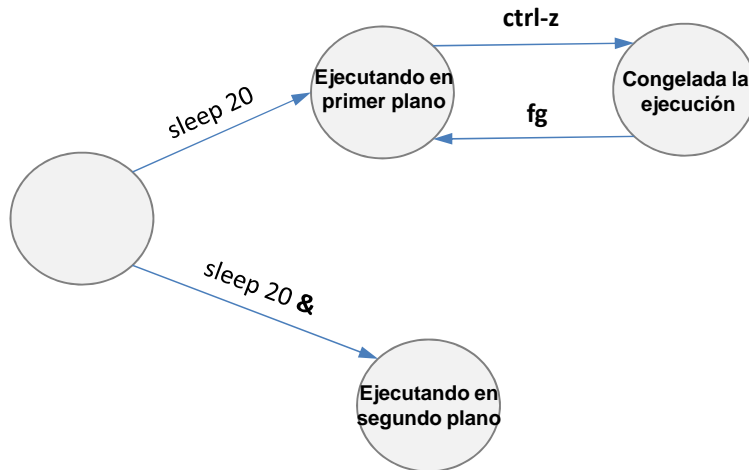 ctrl-z
Ejecutando en
primer plano
Congelada la
ejecución
sleep 20
fg
sleep 20 &
Ejecutando en
segundo plano